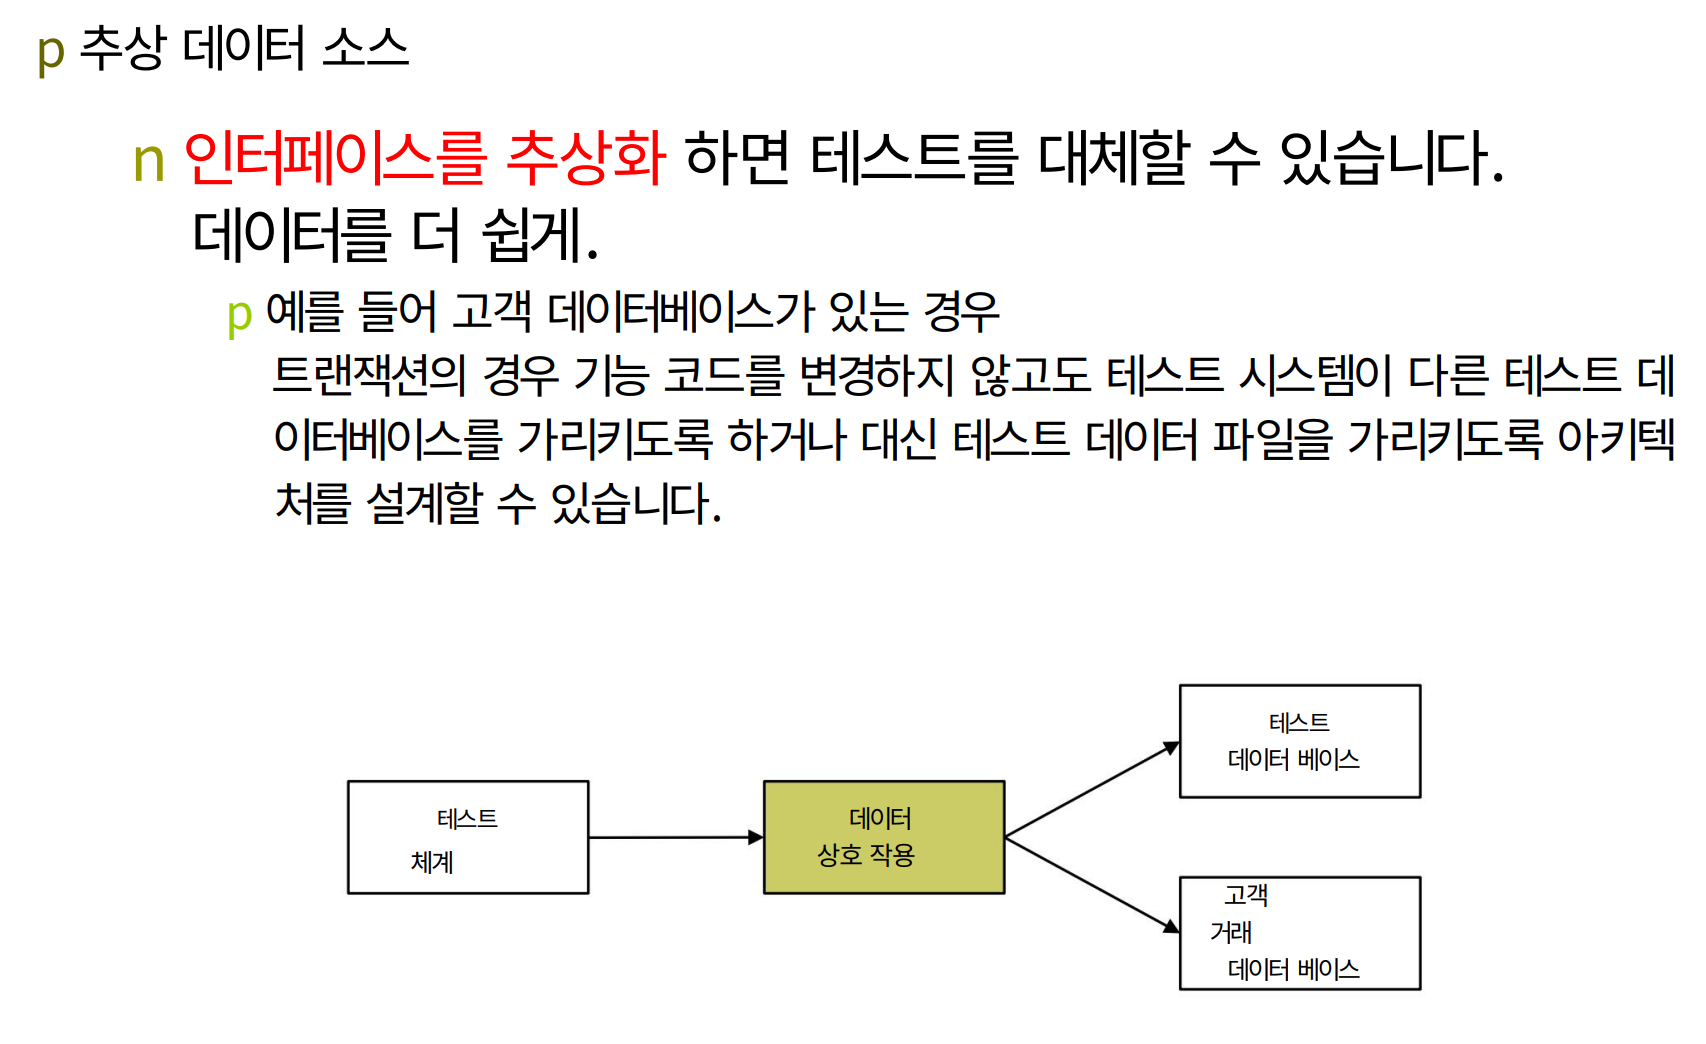 p 추상 데이터 소스
n 인터페이스를 추상화 하면 테스트를 대체할 수 있습니다.
데이터를 더 쉽게.
p 예를 들어 고객 데이터베이스가 있는 경우
트랜잭션의 경우 기능 코드를 변경하지 않고도 테스트 시스템이 다른 테스트 데
이터베이스를 가리키도록 하거나 대신 테스트 데이터 파일을 가리키도록 아키텍
처를 설계할 수 있습니다.
테스트
체계
데이터
상호 작용
테스트
데이터 베이스
고객
거래
데이터 베이스